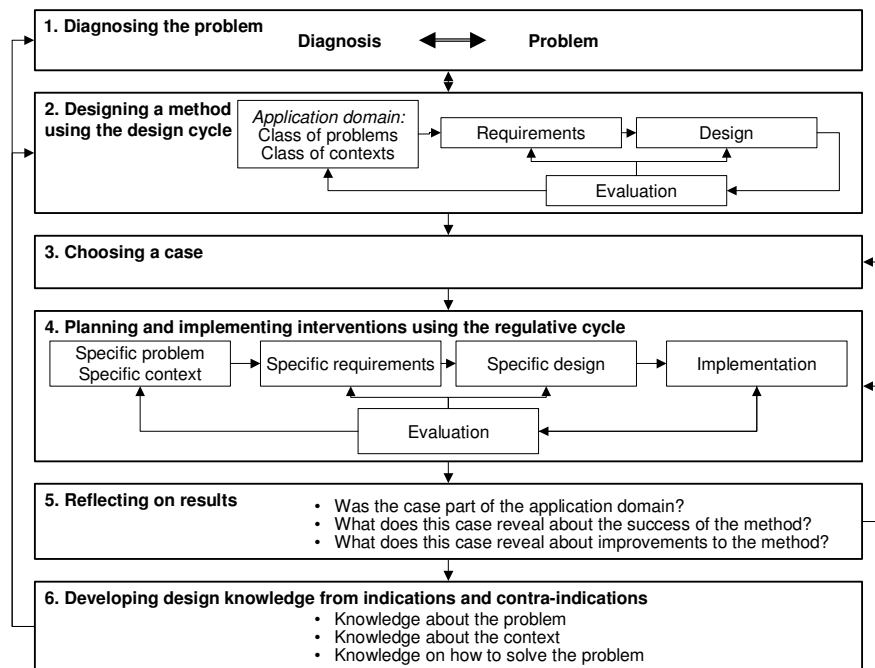 1. Diagnosing the problem
Diagnosis Problem
2. Designing a method
using the design cycle
Application domain:
Class of problems
Class of contexts
Requirements
Design
Evaluation
3. Choosing a case
4. Planning and implementing interventions using the regulative cycle
Specific problem
Specific context
Specific requirements
Specific design
Implementation
Evaluation
5. Reflecting on results
• Was the case part of the application domain?
• What does this case reveal about the success of the method?
• What does this case reveal about improvements to the method?
6. Developing design knowledge from indications and contra-indications
• Knowledge about the problem
• Knowledge about the context
• Knowledge on how to solve the problem